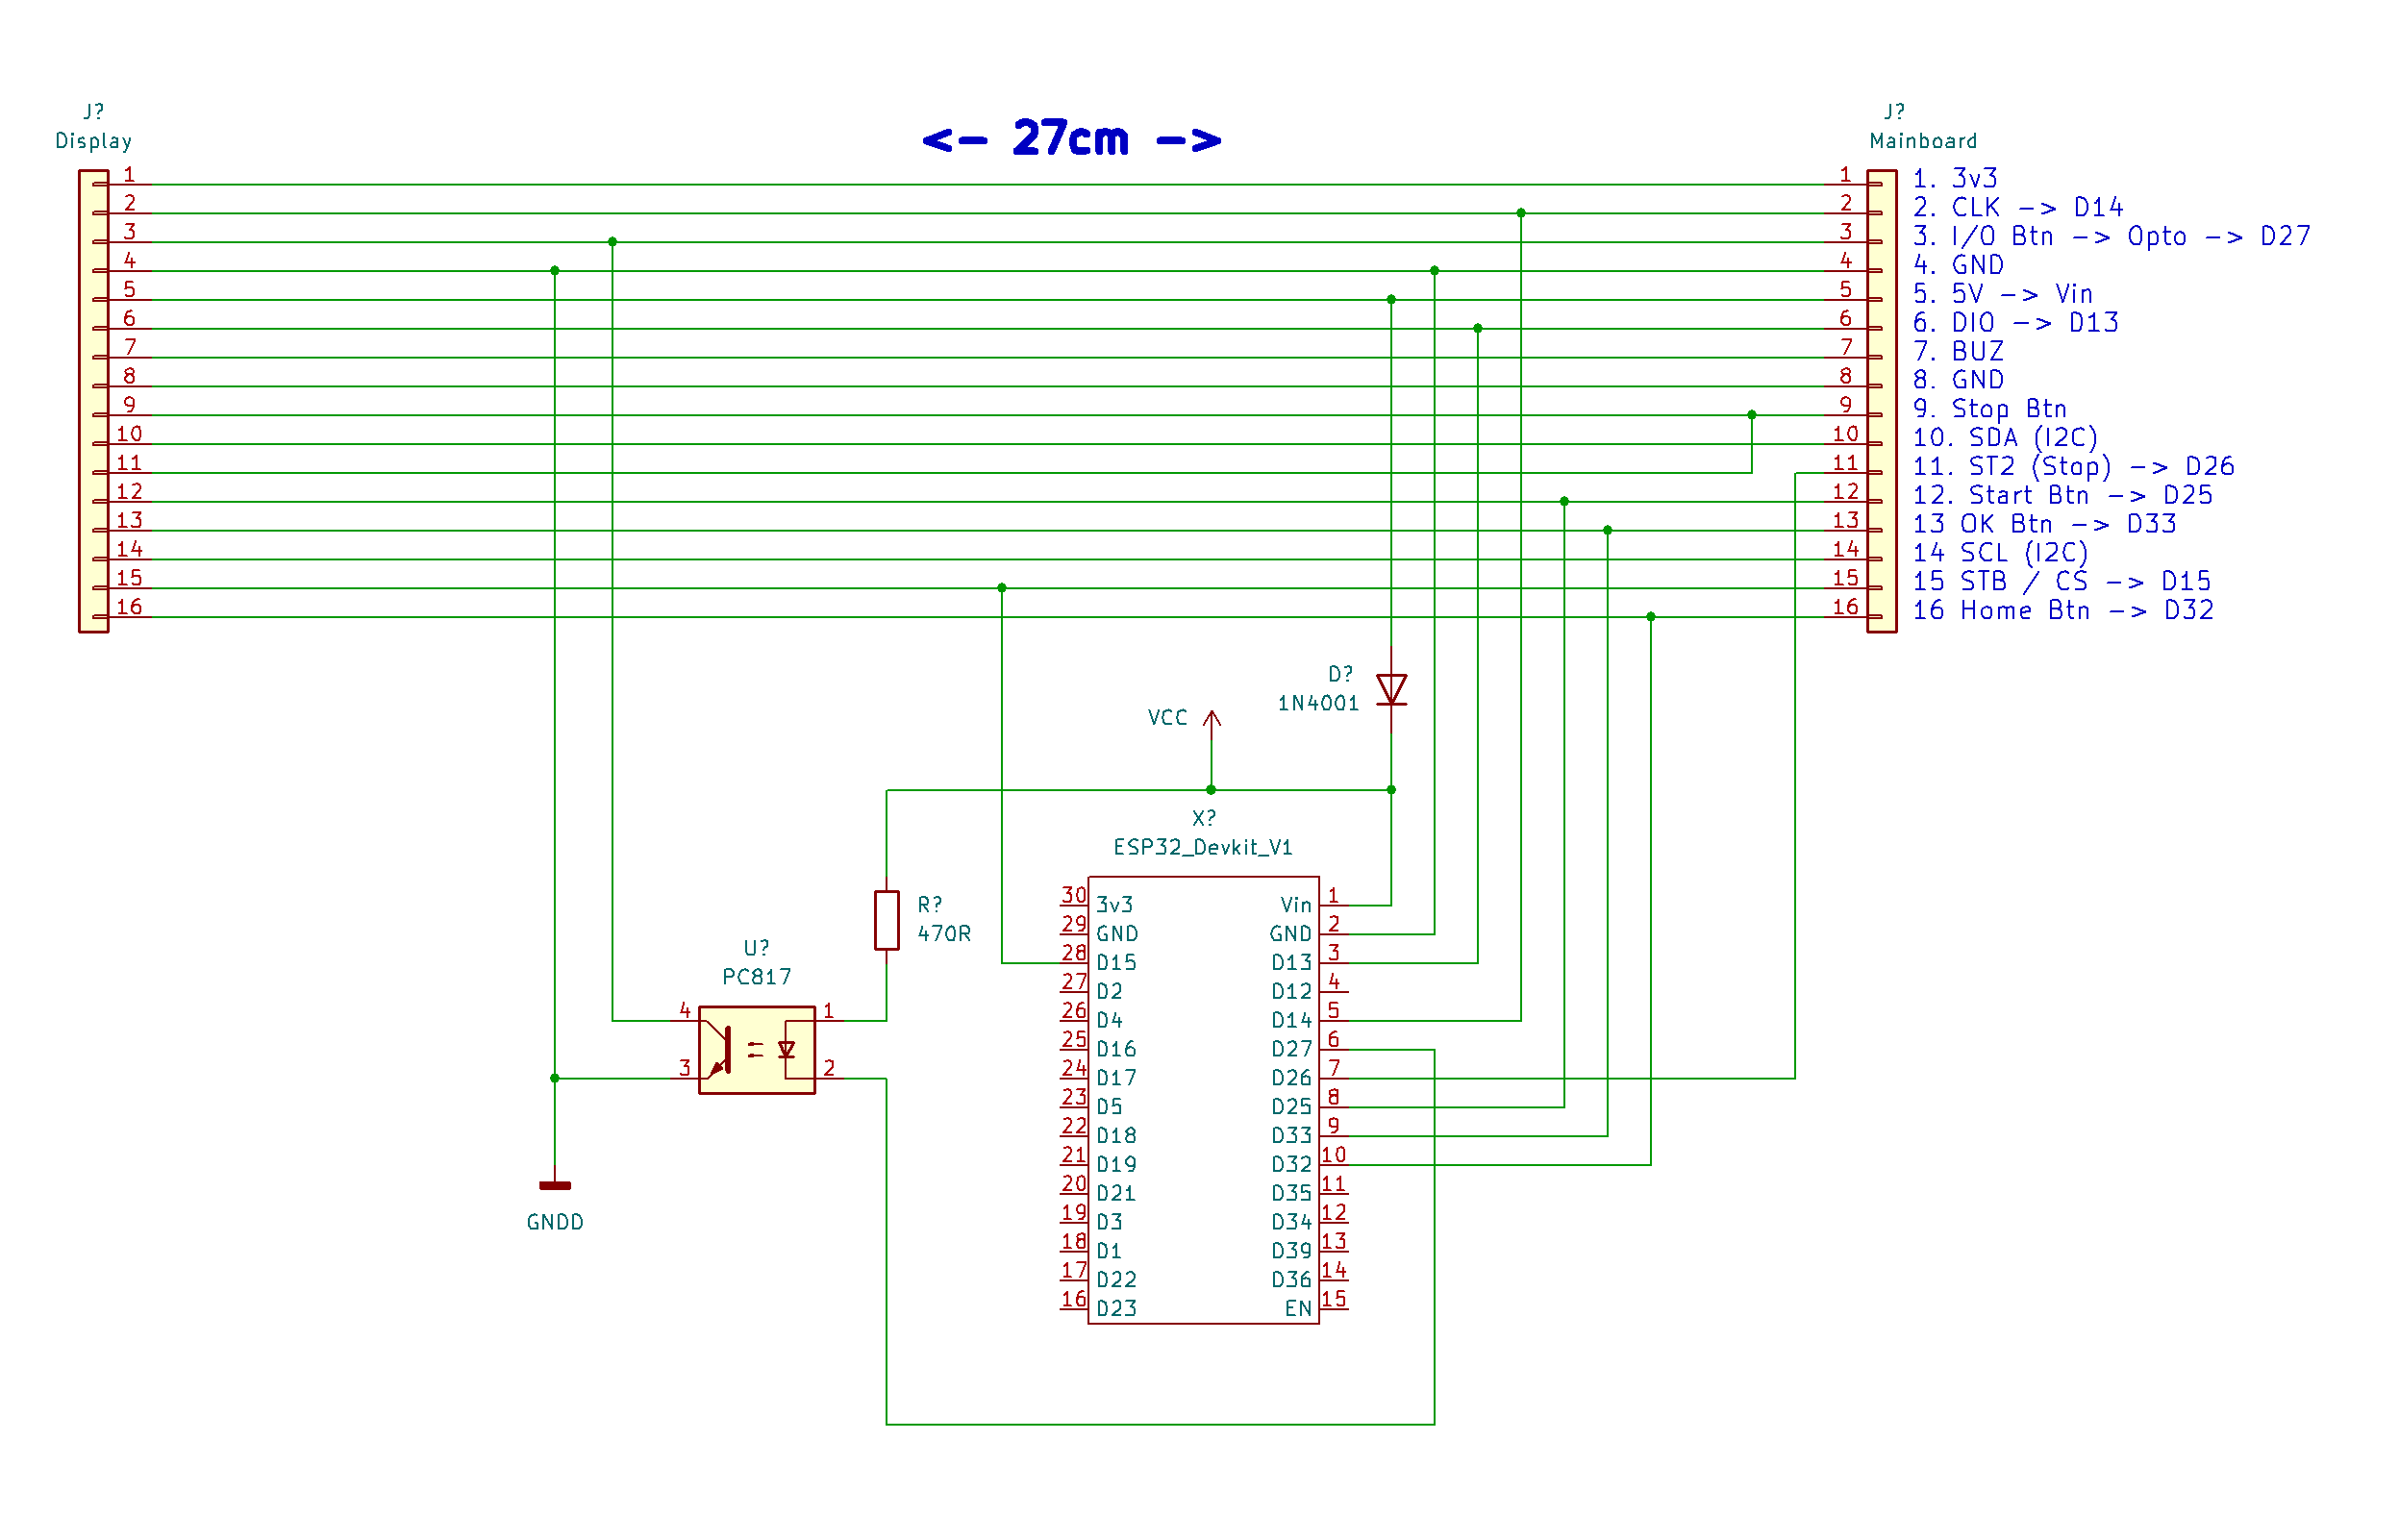 J?
Display
<- 27cm ->
J?
Mainboard
1
2
3
4
5
6
7
8
9
10
11
12
13
14
15
16
1
2
3
4
5
6
7
8
9
10
11
12
13
14
15
16
1. 3v3
2. CLK -> D14
3. I/O Btn -> Opto -> D27
4. GND
5. 5V -> Vin
6. DIO -> D13
7. BUZ
8. GND
9. Stop Btn
10. SDA (I2C)
11. ST2 (Stop) -> D26
12. Start Btn -> D25
13 OK Btn -> D33
14 SCL (I2C)
15 STB / CS -> D15
16 Home Btn -> D32
D?
1N4001
VCC
X?
ESP32_Devkit_V1
R?
470R
U?
PC817
4
3
1
2
GNDD
30 3v3
29 GND
28 D15
27 D2
26 D4
25 D16
24 D17
23 D5
22 D18
21 D19
20 D21
19 D3
18 D1
17 D22
16 D23
Vin 1
GND 2
D13 3
D12 4
D14 5
D27 6
D26 7
D25 8
D33 9
D32 10
D35 11
D34 12
D39 13
D36 14
EN 15